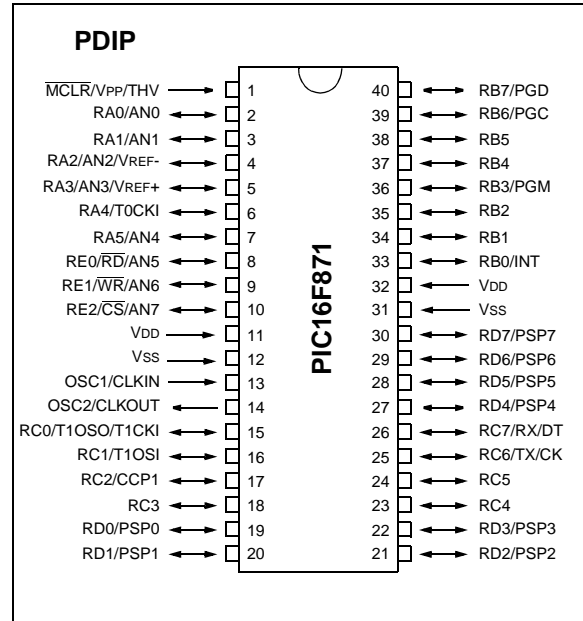 PDIP
MCLR/VPP/THV 1 40 RB7/PGD
RA0/AN0 2 39 RB6/PGC
RA1/AN1 3 38 RB5
RA2/AN2/VREF- 4 37 RB4
RA3/AN3/VREF+ 5 36 RB3/PGM
RA4/T0CKI 6 35 RB2
RA5/AN4 7 34 RB1
RE0/RD/AN5 8 33 RB0/INT
RE1/WR/AN6 9 32 VDD
RE2/CS/AN7 10 31 VSS
VDD 11 30 RD7/PSP7
VSS 12 29 RD6/PSP6
OSC1/CLKIN 13 28 RD5/PSP5
OSC2/CLKOUT 14 27 RD4/PSP4
RC0/T1OSO/T1CKI 15 26 RC7/RX/DT
RC1/T1OSI 16 25 RC6/TX/CK
RC2/CCP1 17 24 RC5
RC3 18 23 RC4
RD0/PSP0 19 22 RD3/PSP3
RD1/PSP1 20 21 RD2/PSP2
PIC16F871